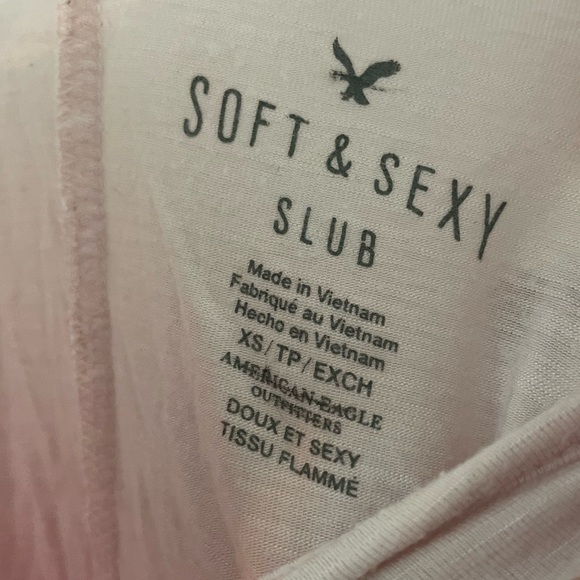 SOFT & SEXY
SLUB
Made in Vietnam
Fabriqué au Vietnam
Hecho en Vietnam
XS/TP/EXCH
AMERICAN EAGLE
OUTFITTERS
DOUX ET SEXY
TISSU FLAMMÉ